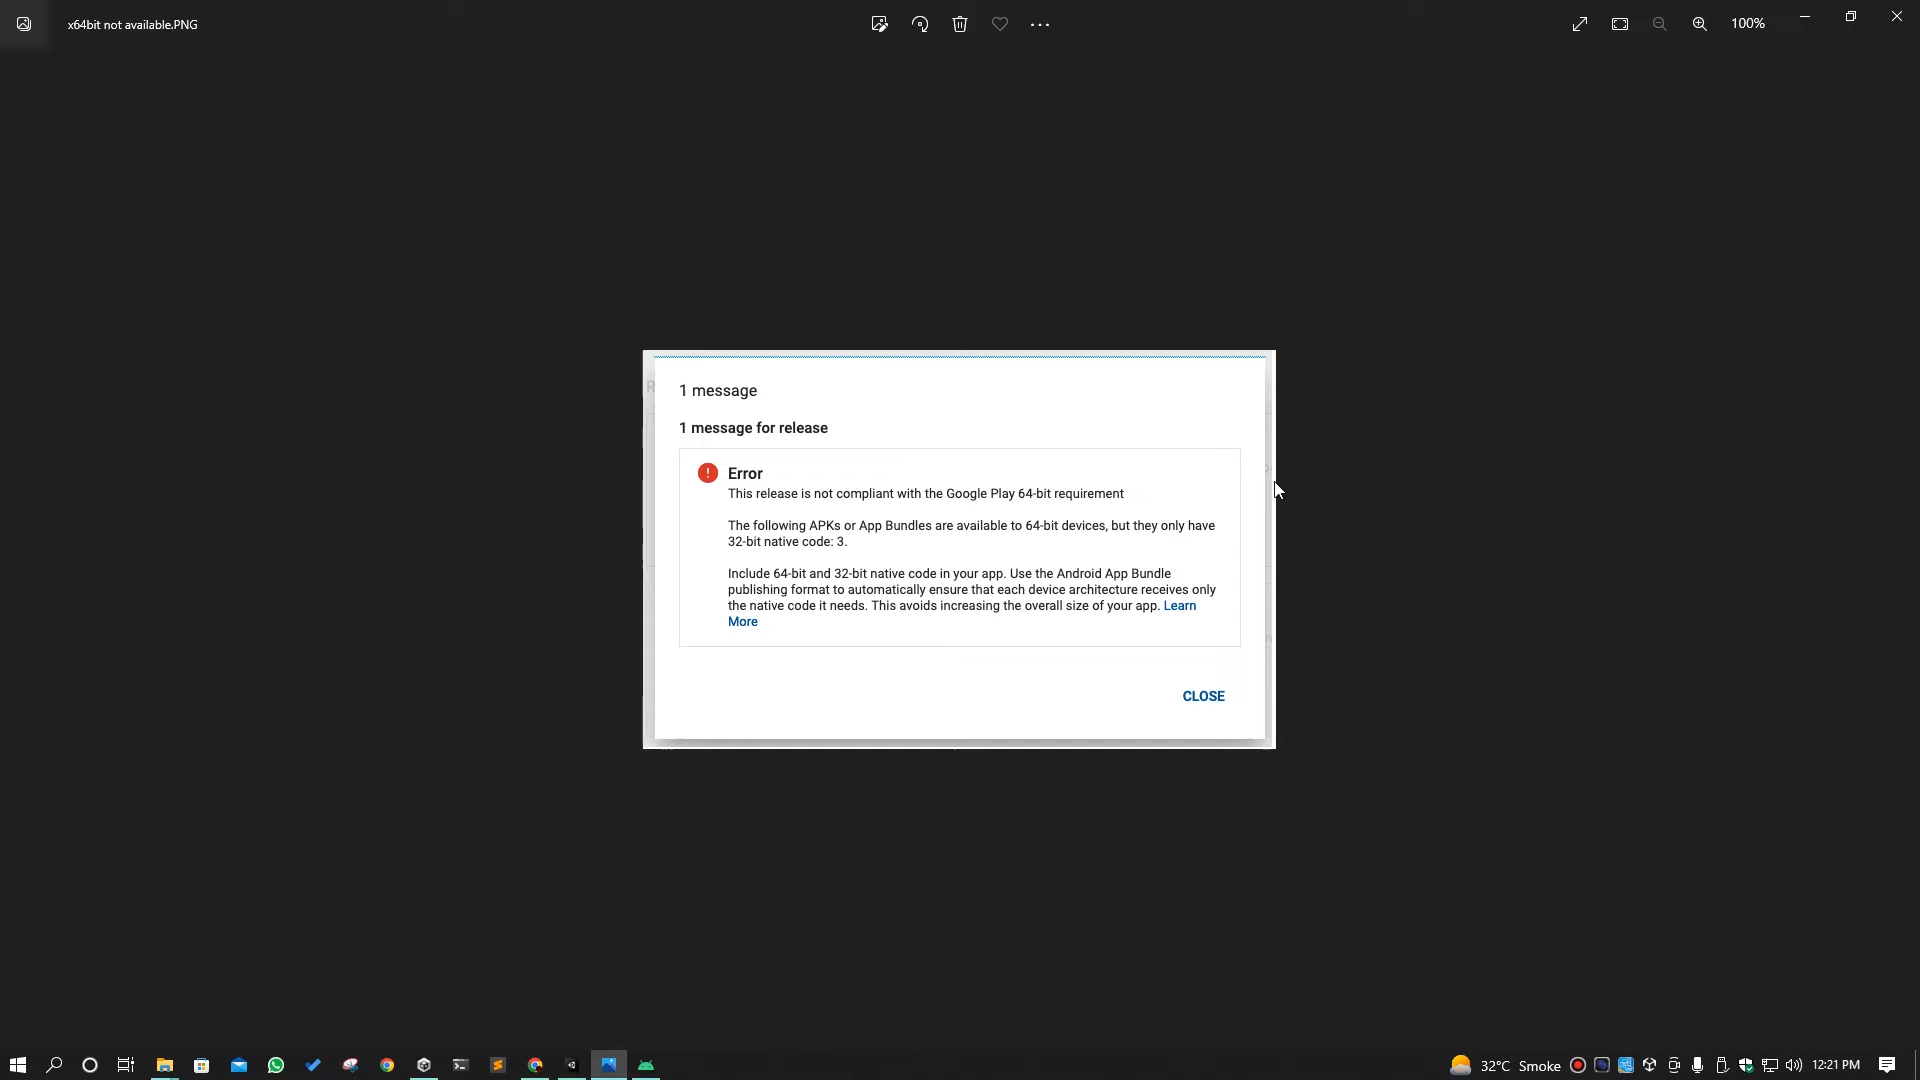 x64bit not available.PNG
100%
1 message
1 message for release
Error
This release is not compliant with the Google Play 64-bit requirement
The following APKs or App Bundles are available to 64-bit devices, but they only have
32-bit native code: 3.
Include 64-bit and 32-bit native code in your app. Use the Android App Bundle
publishing format to automatically ensure that each device architecture receives only
the native code it needs. This avoids increasing the overall size of your app. Learn
More
CLOSE
32°C Smoke
12:21 PM